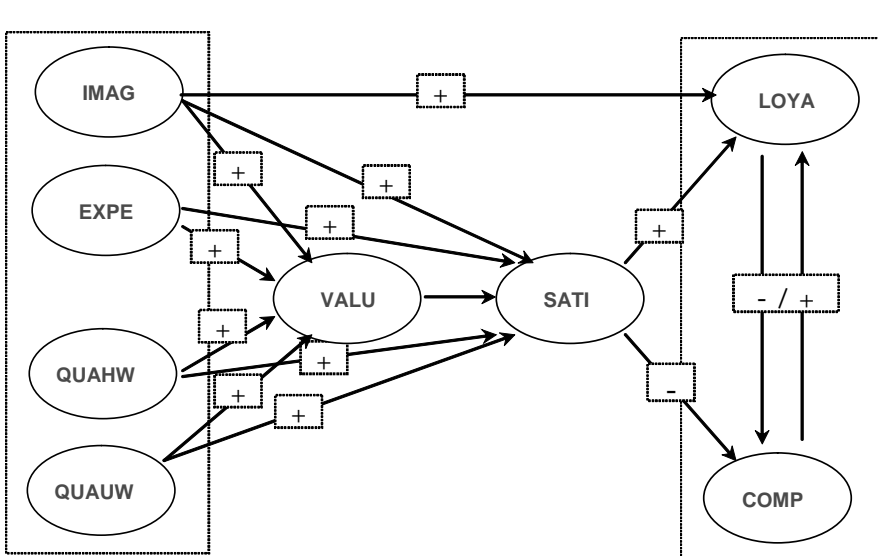 IMAG
+
LOYA
+
+
EXPE
+
+
+
VALU
SATI
- / +
+
QUAHW
+
+
+
-
QUAUW
COMP